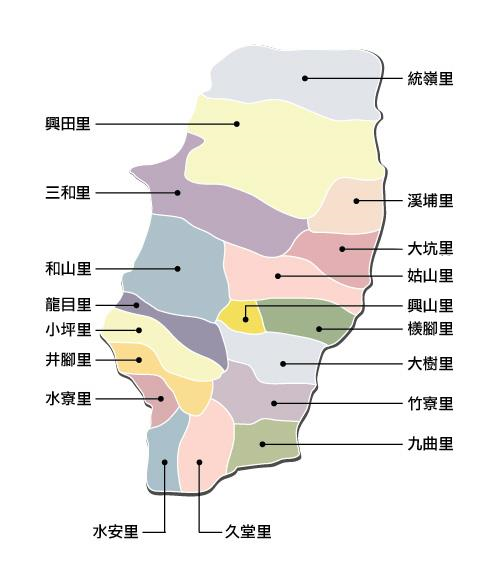 統嶺里
興田里
三和里
溪埔里
大坑里
和山里
姑山里
龍目里
興山里
小坪里
檨腳里
井腳里
大樹里
水寮里
竹寮里
九曲里
水安里
久堂里